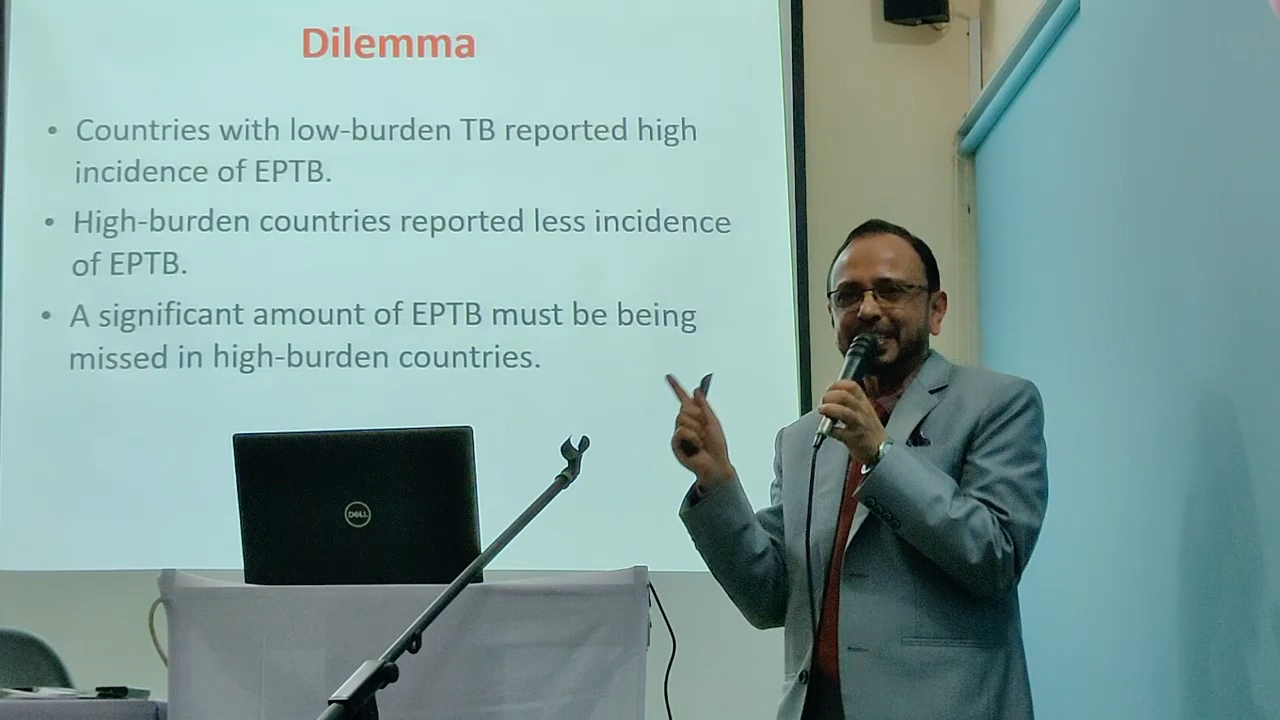 Dilemma
• Countries with low-burden TB reported high
incidence of EPTB.
• High-burden countries reported less incidence
of EPTB.
• A significant amount of EPTB must be being
missed in high-burden countries.
DELL